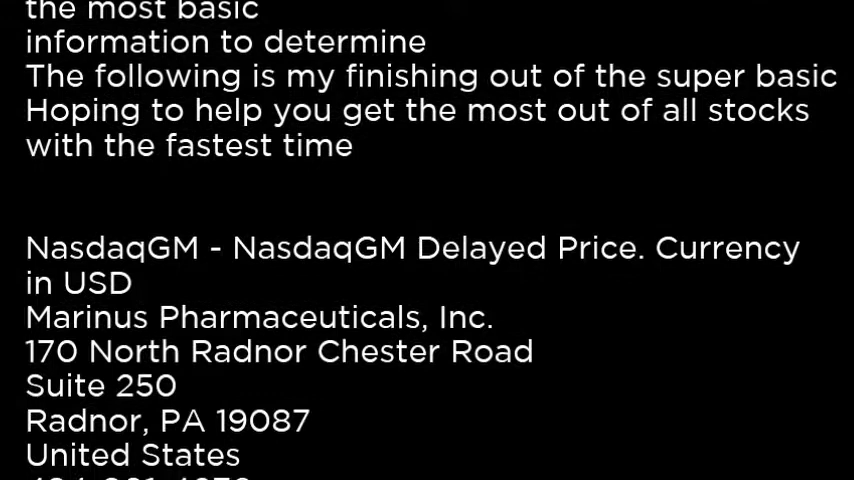 the most basic
information to determine
The following is my finishing out of the super basic
Hoping to help you get the most out of all stocks
with the fastest time
NasdaqGM - NasdaqGM Delayed Price. Currency
in USD
Marinus Pharmaceuticals, Inc.
170 North Radnor Chester Road
Suite 250
Radnor, PA 19087
United States